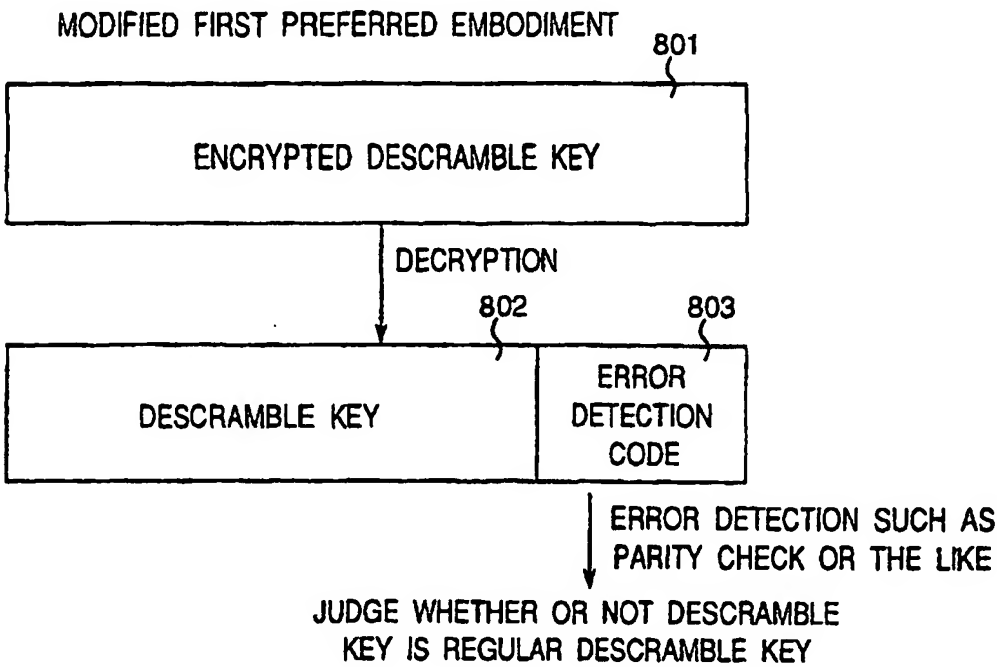 MODIFIED FIRST PREFERRED EMBODIMENT
801
ENCRYPTED DESCRAMBLE KEY
DECRYPTION
802
803
DESCRAMBLE KEY
ERROR
DETECTION
CODE
ERROR DETECTION SUCH AS
PARITY CHECK OR THE LIKE
JUDGE WHETHER OR NOT DESCRAMBLE
KEY IS REGULAR DESCRAMBLE KEY